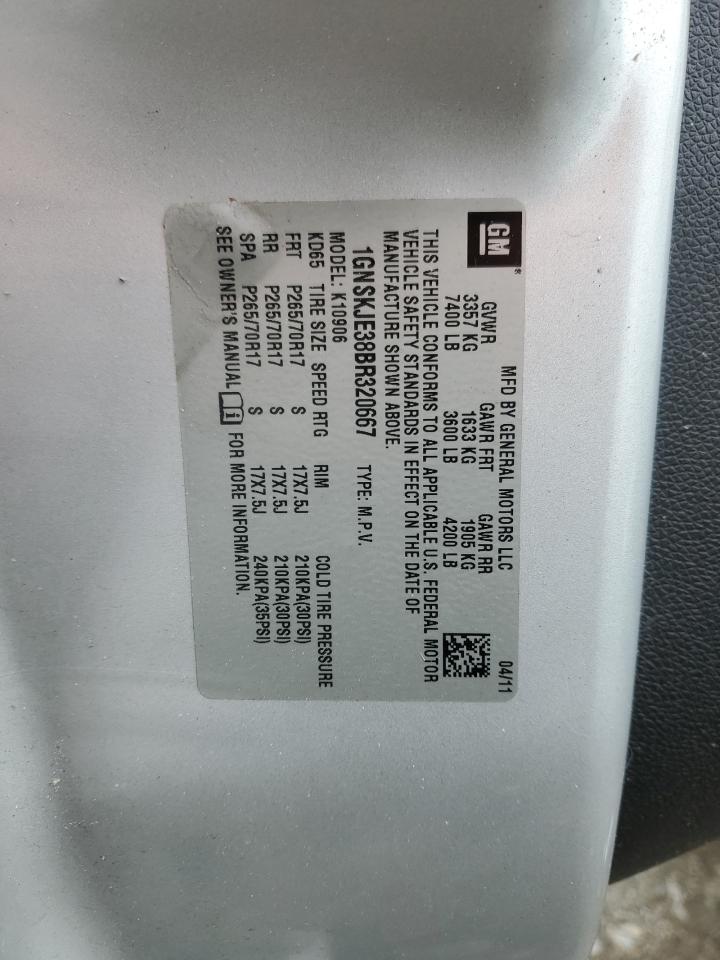 GM ®
MFD BY GENERAL MOTORS LLC 04/11
GVWR GAWR FRT GAWR RR
3357 KG 1633 KG 1905 KG
7400 LB 3600 LB 4200 LB
THIS VEHICLE CONFORMS TO ALL APPLICABLE U.S. FEDERAL MOTOR
VEHICLE SAFETY STANDARDS IN EFFECT ON THE DATE OF
MANUFACTURE SHOWN ABOVE.
1GNSKJE38BR320667 TYPE: M.P.V.
MODEL: K10906
KD65 TIRE SIZE SPEED RTG RIM COLD TIRE PRESSURE
FRT P265/70R17 S 17X7.5J 210KPA(30PSI)
RR P265/70R17 S 17X7.5J 210KPA(30PSI)
SPA P265/70R17 S 17X7.5J 240KPA(35PSI)
SEE OWNER'S MANUAL i FOR MORE INFORMATION.